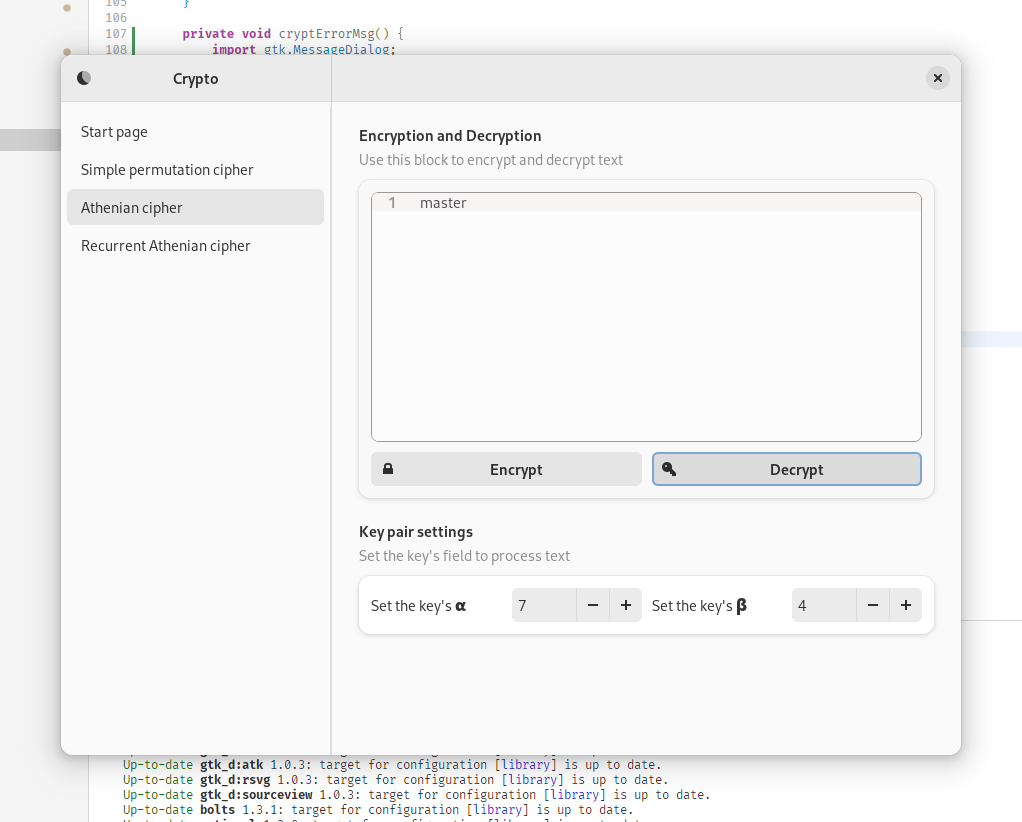 105 }
106
107 private void cryptErrorMsg() {
108 import gtk.MessageDialog;
Crypto
Start page
Simple permutation cipher
Athenian cipher
Recurrent Athenian cipher
Encryption and Decryption
Use this block to encrypt and decrypt text
1 master
Encrypt Decrypt
Key pair settings
Set the key's field to process text
Set the key's α 7 − + Set the key's β 4 − +
Up-to-date gtk_d:atk 1.0.3: target for configuration [library] is up to date.
Up-to-date gtk_d:rsvg 1.0.3: target for configuration [library] is up to date.
Up-to-date gtk_d:sourceview 1.0.3: target for configuration [library] is up to date.
Up-to-date bolts 1.3.1: target for configuration [library] is up to date.